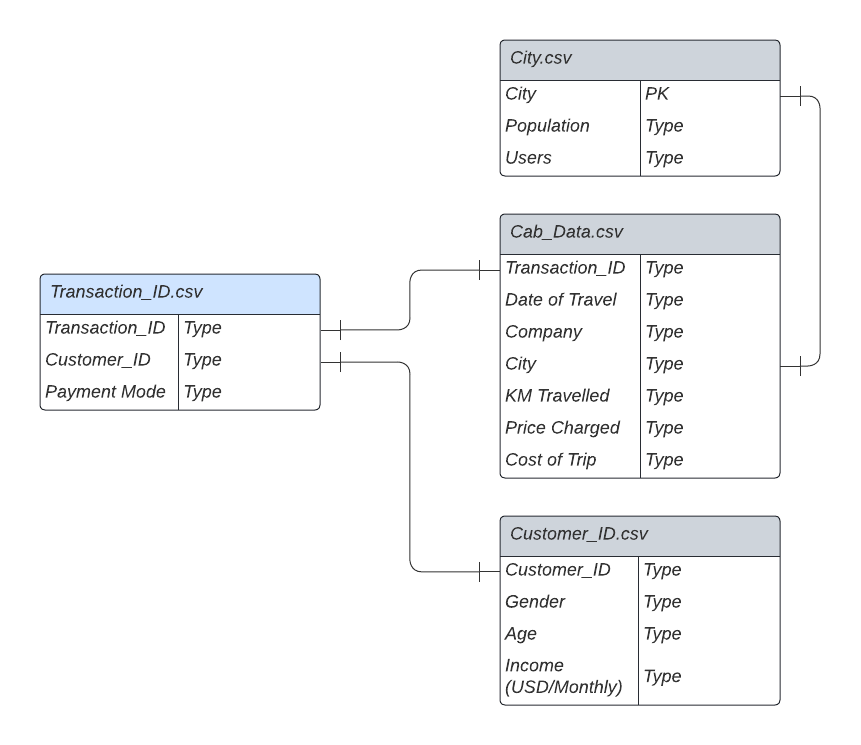 City.csv
City PK
Population Type
Users Type
Cab_Data.csv
Transaction_ID Type
Date of Travel Type
Company Type
City Type
KM Travelled Type
Price Charged Type
Cost of Trip Type
Transaction_ID.csv
Transaction_ID Type
Customer_ID Type
Payment Mode Type
Customer_ID.csv
Customer_ID Type
Gender Type
Age Type
Income
(USD/Monthly) Type